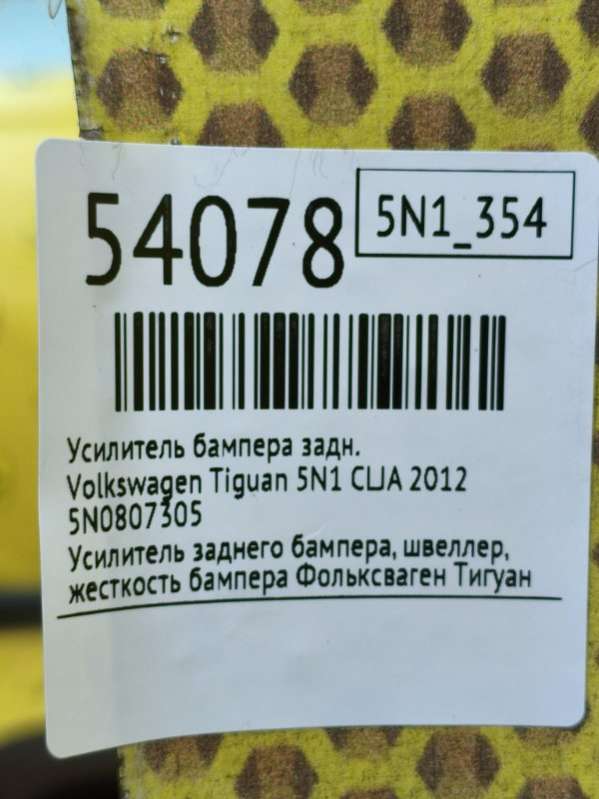 54078
5N1_354
Усилитель бампера задн.
Volkswagen Tiguan 5N1 CLJA 2012
5N0807305
Усилитель заднего бампера, швеллер,
жесткость бампера Фольксваген Тигуан